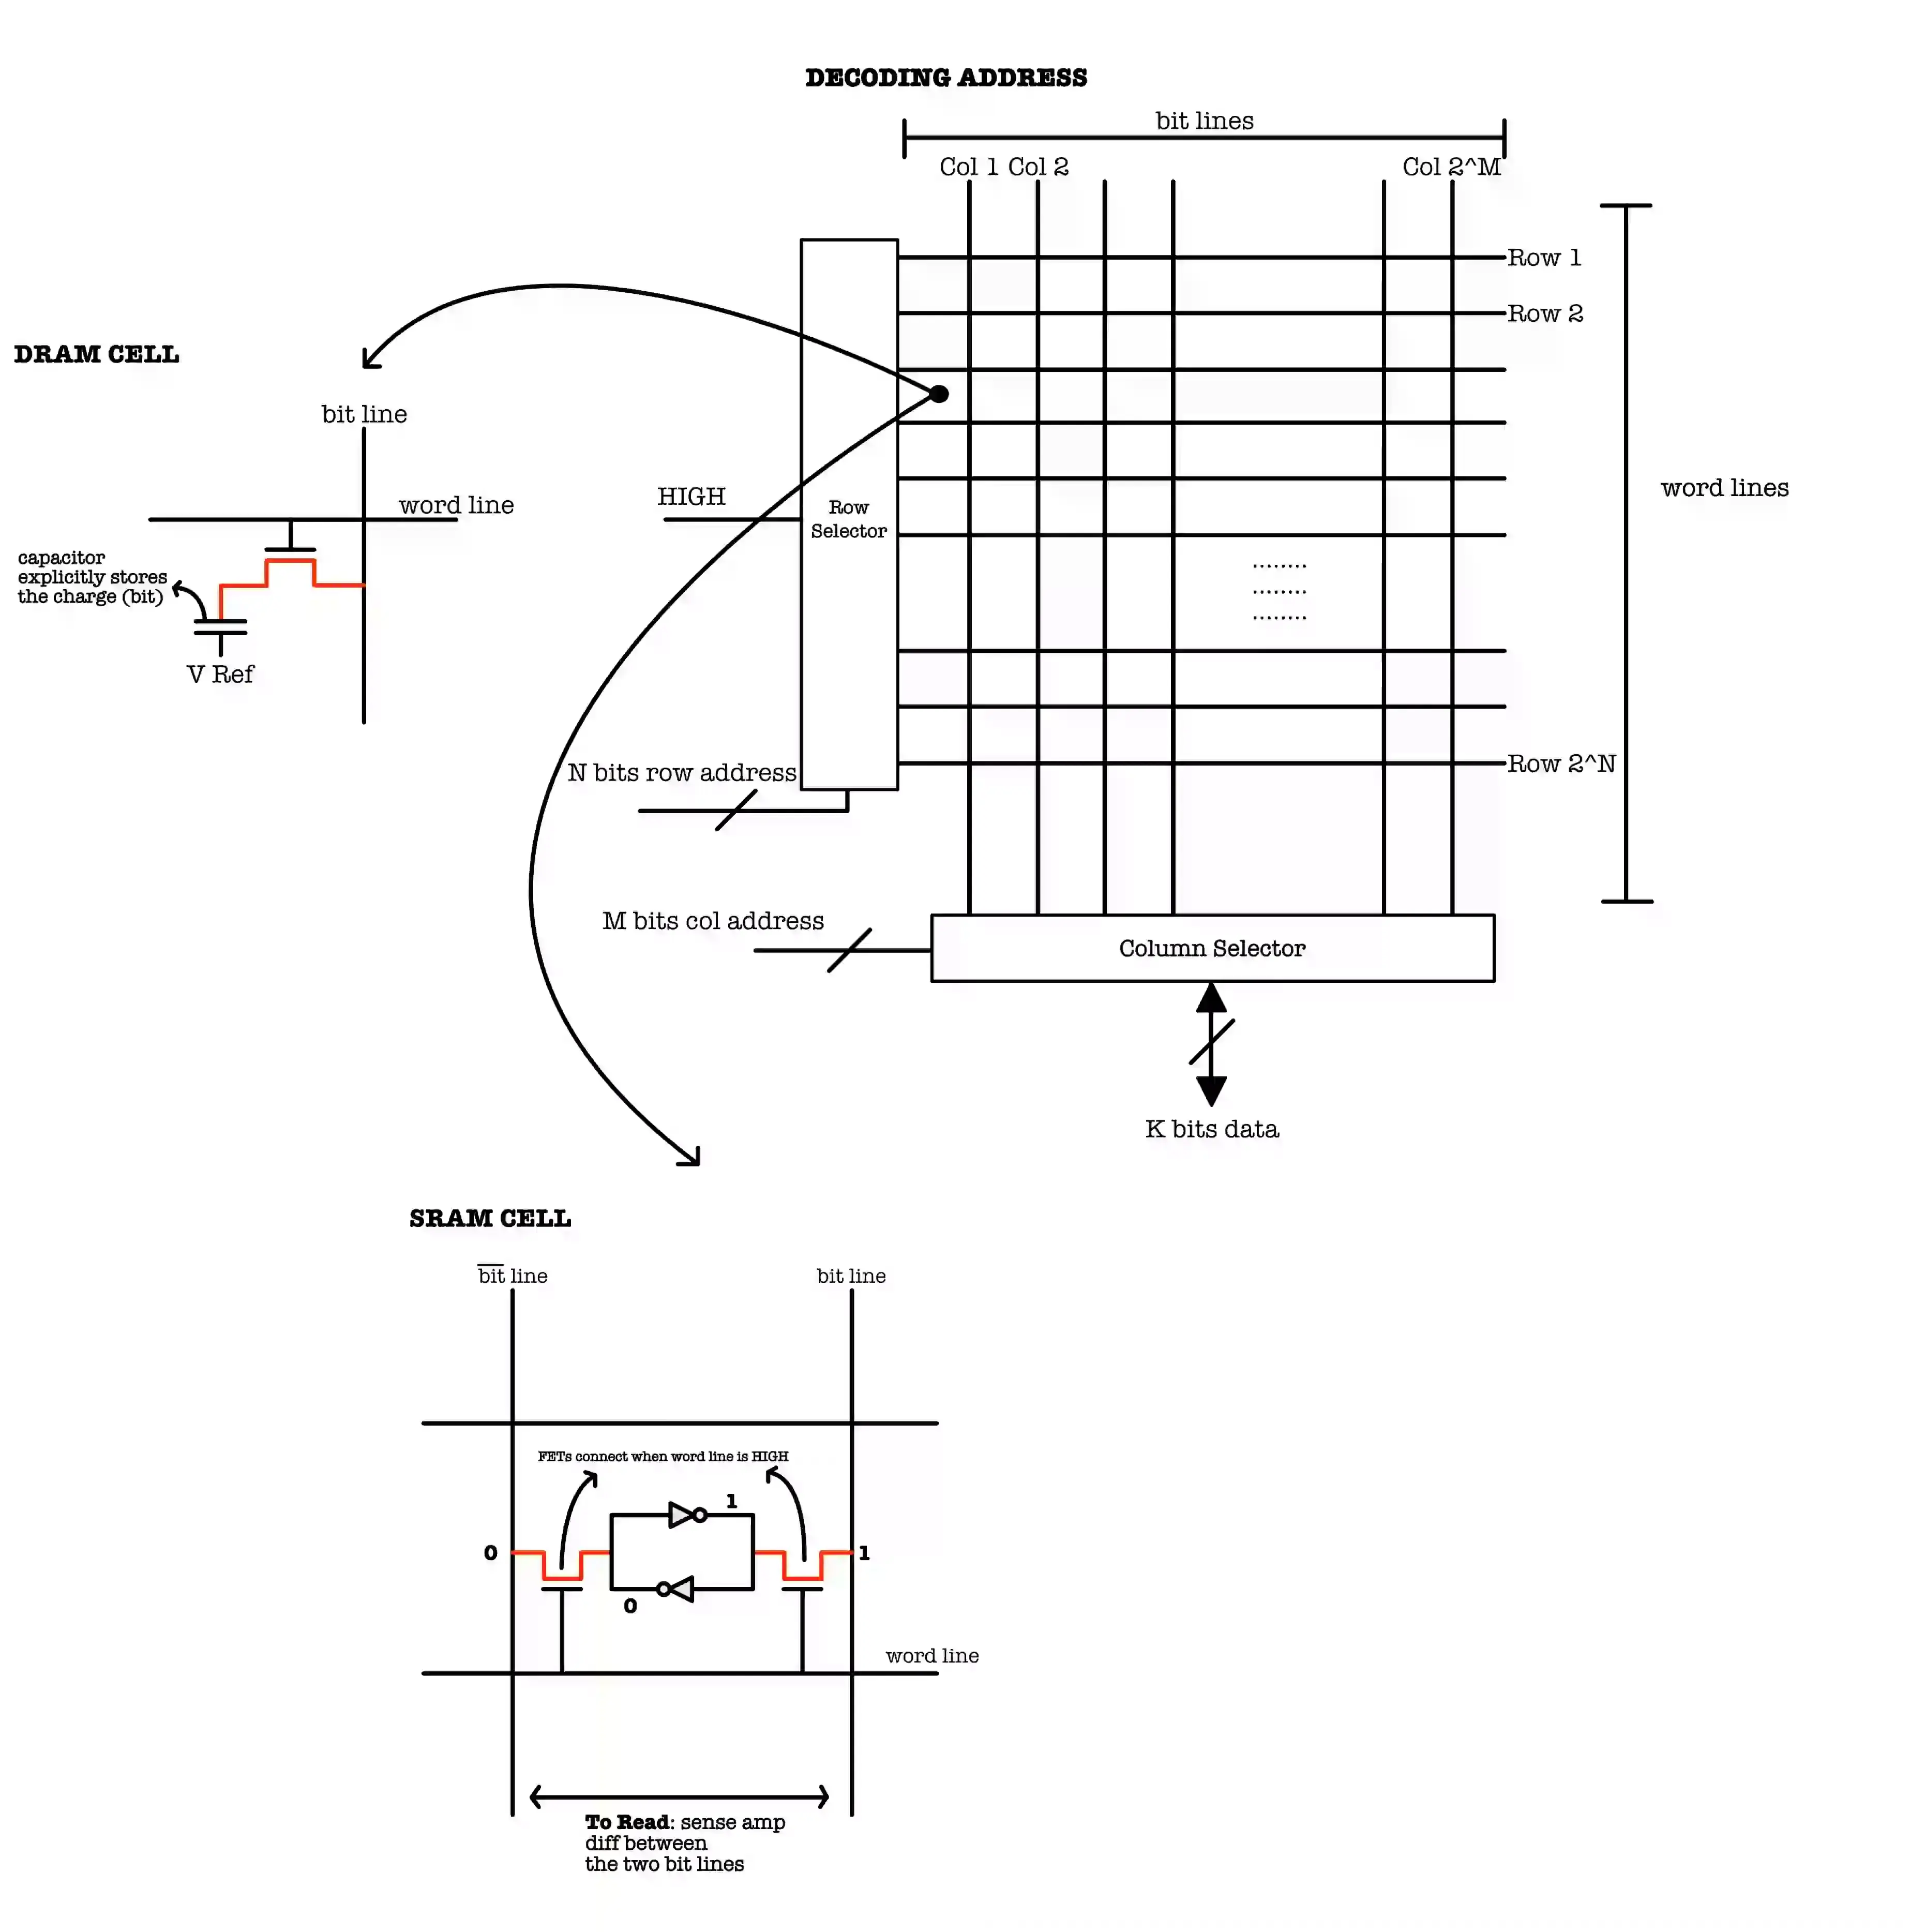 DECODING ADDRESS
bit lines
Col 1 Col 2
Col 2^M
Row 1
Row 2
DRAM CELL
bit line
word line
HIGH
Row
Selector
word lines
capacitor
explicitly stores
the charge (bit)
........
........
........
V Ref
N bits row address
Row 2^N
M bits col address
Column Selector
K bits data
SRAM CELL
b̅i̅t̅ line
bit line
FETs connect when word line is HIGH
1
0
1
0
word line
To Read: sense amp
diff between
the two bit lines